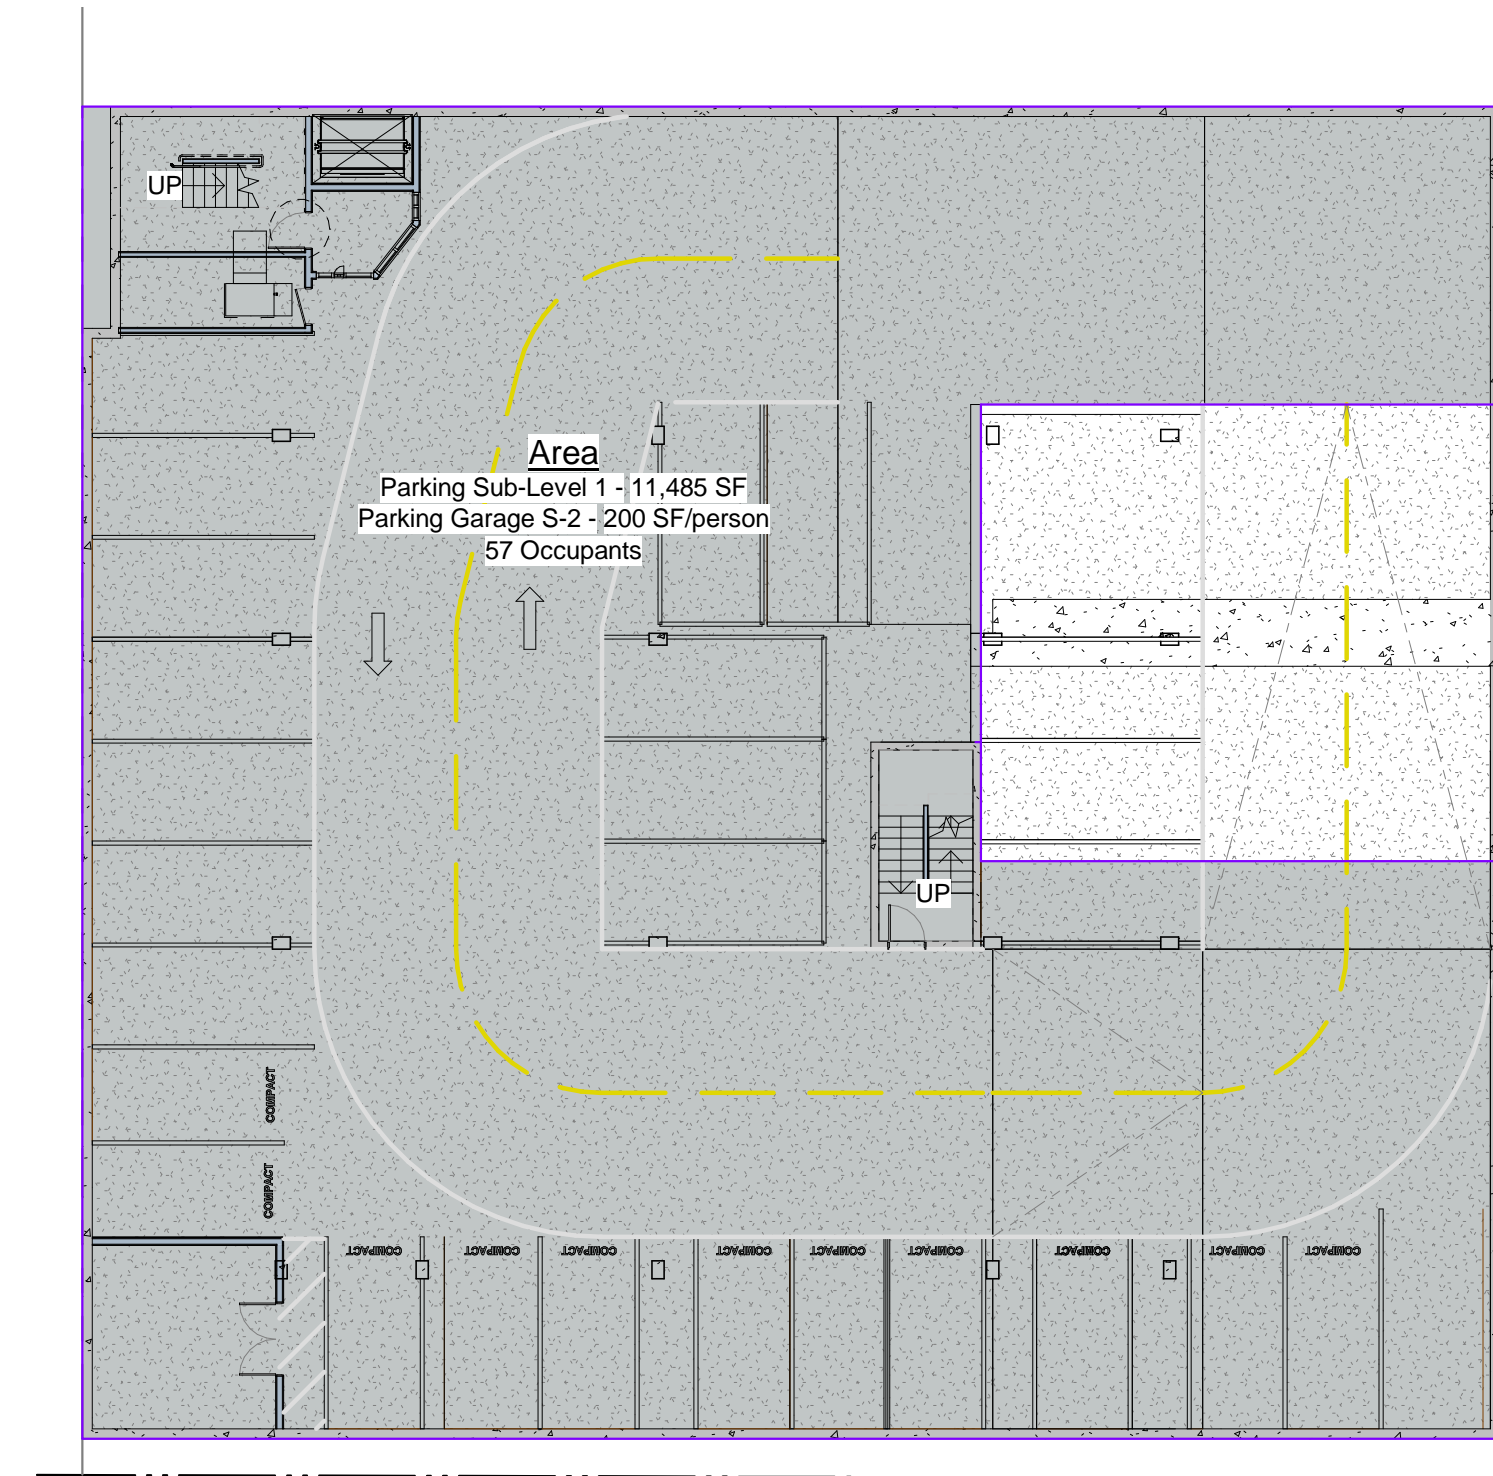 UP
Area
Parking Sub-Level 1 - 11,485 SF
Parking Garage S-2 - 200 SF/person
57 Occupants
UP
COMPACT
COMPACT
COMPACT COMPACT COMPACT COMPACT COMPACT COMPACT COMPACT COMPACT COMPACT